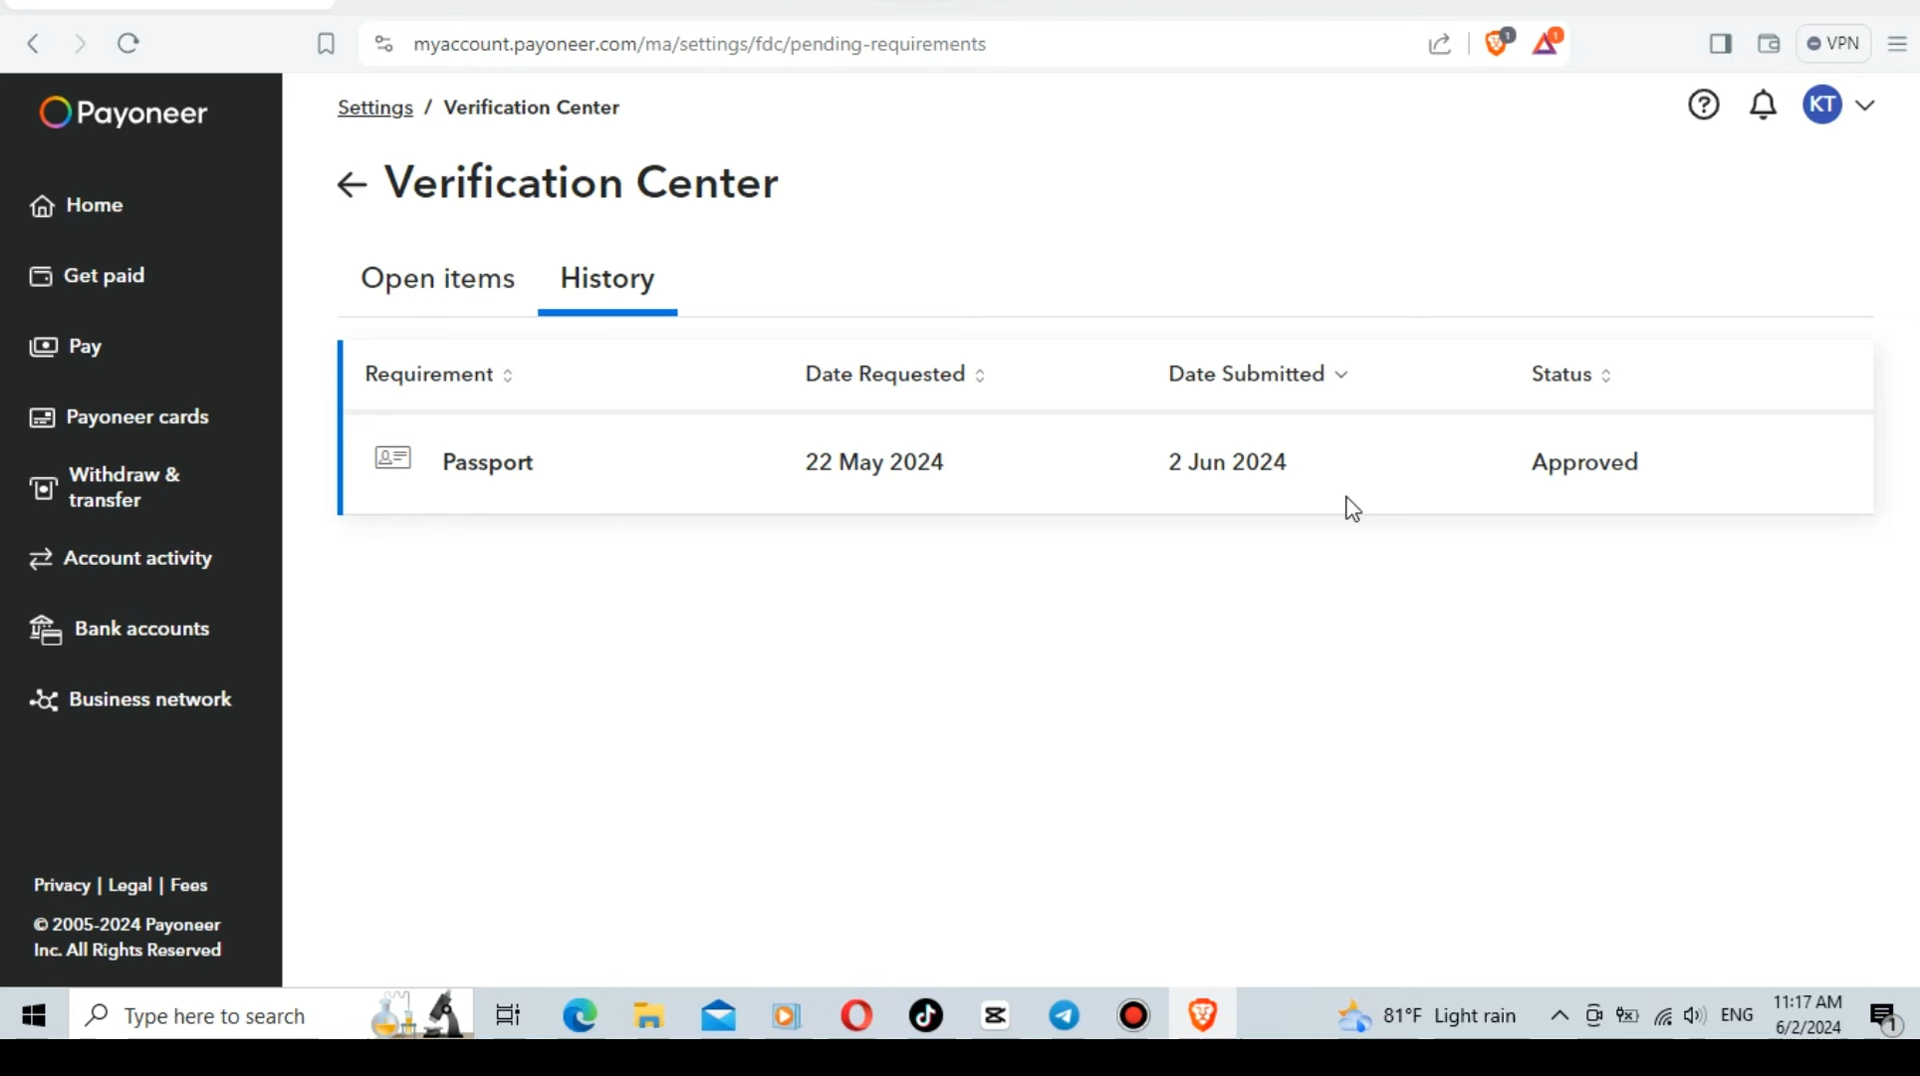 myaccount.payoneer.com/ma/settings/fdc/pending-requirements
1
1
VPN
Payoneer
Settings / Verification Center
KT
Verification Center
Home
Get paid
Pay
Payoneer cards
Withdraw &
transfer
Account activity
Bank accounts
Business network
Open items
History
Requirement
Date Requested
Date Submitted
Status
Passport
22 May 2024
2 Jun 2024
Approved
Privacy | Legal | Fees
© 2005-2024 Payoneer
Inc. All Rights Reserved
Type here to search
81°F Light rain
ENG
11:17 AM
6/2/2024
1